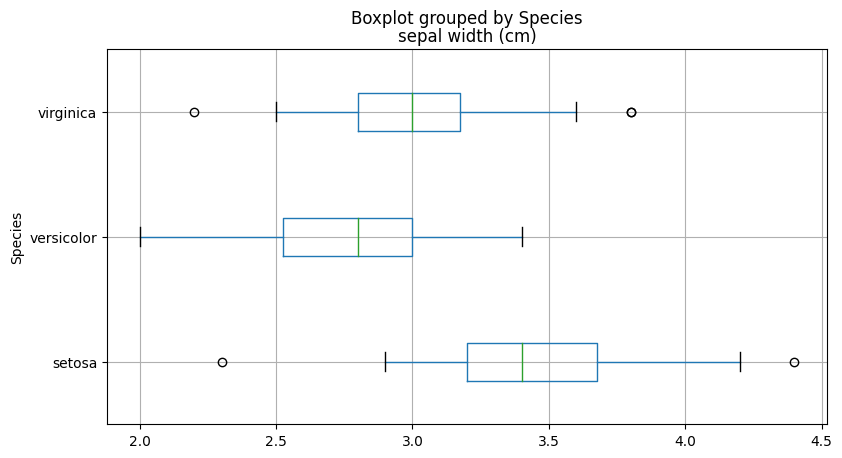 Boxplot grouped by Species
sepal width (cm)
virginica
versicolor
setosa
Species
2.0 2.5 3.0 3.5 4.0 4.5